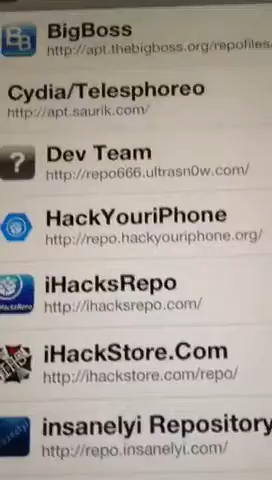 BigBoss
http://apt.thebigboss.org/repofiles
Cydia/Telesphoreo
http://apt.saurik.com/
Dev Team
http://repo666.ultrasn0w.com/
HackYouriPhone
http://repo.hackyouriphone.org/
iHacksRepo
http://ihacksrepo.com/
iHackStore.Com
http://ihackstore.com/repo/
insanelyi Repository
http://repo.insanelyi.com/